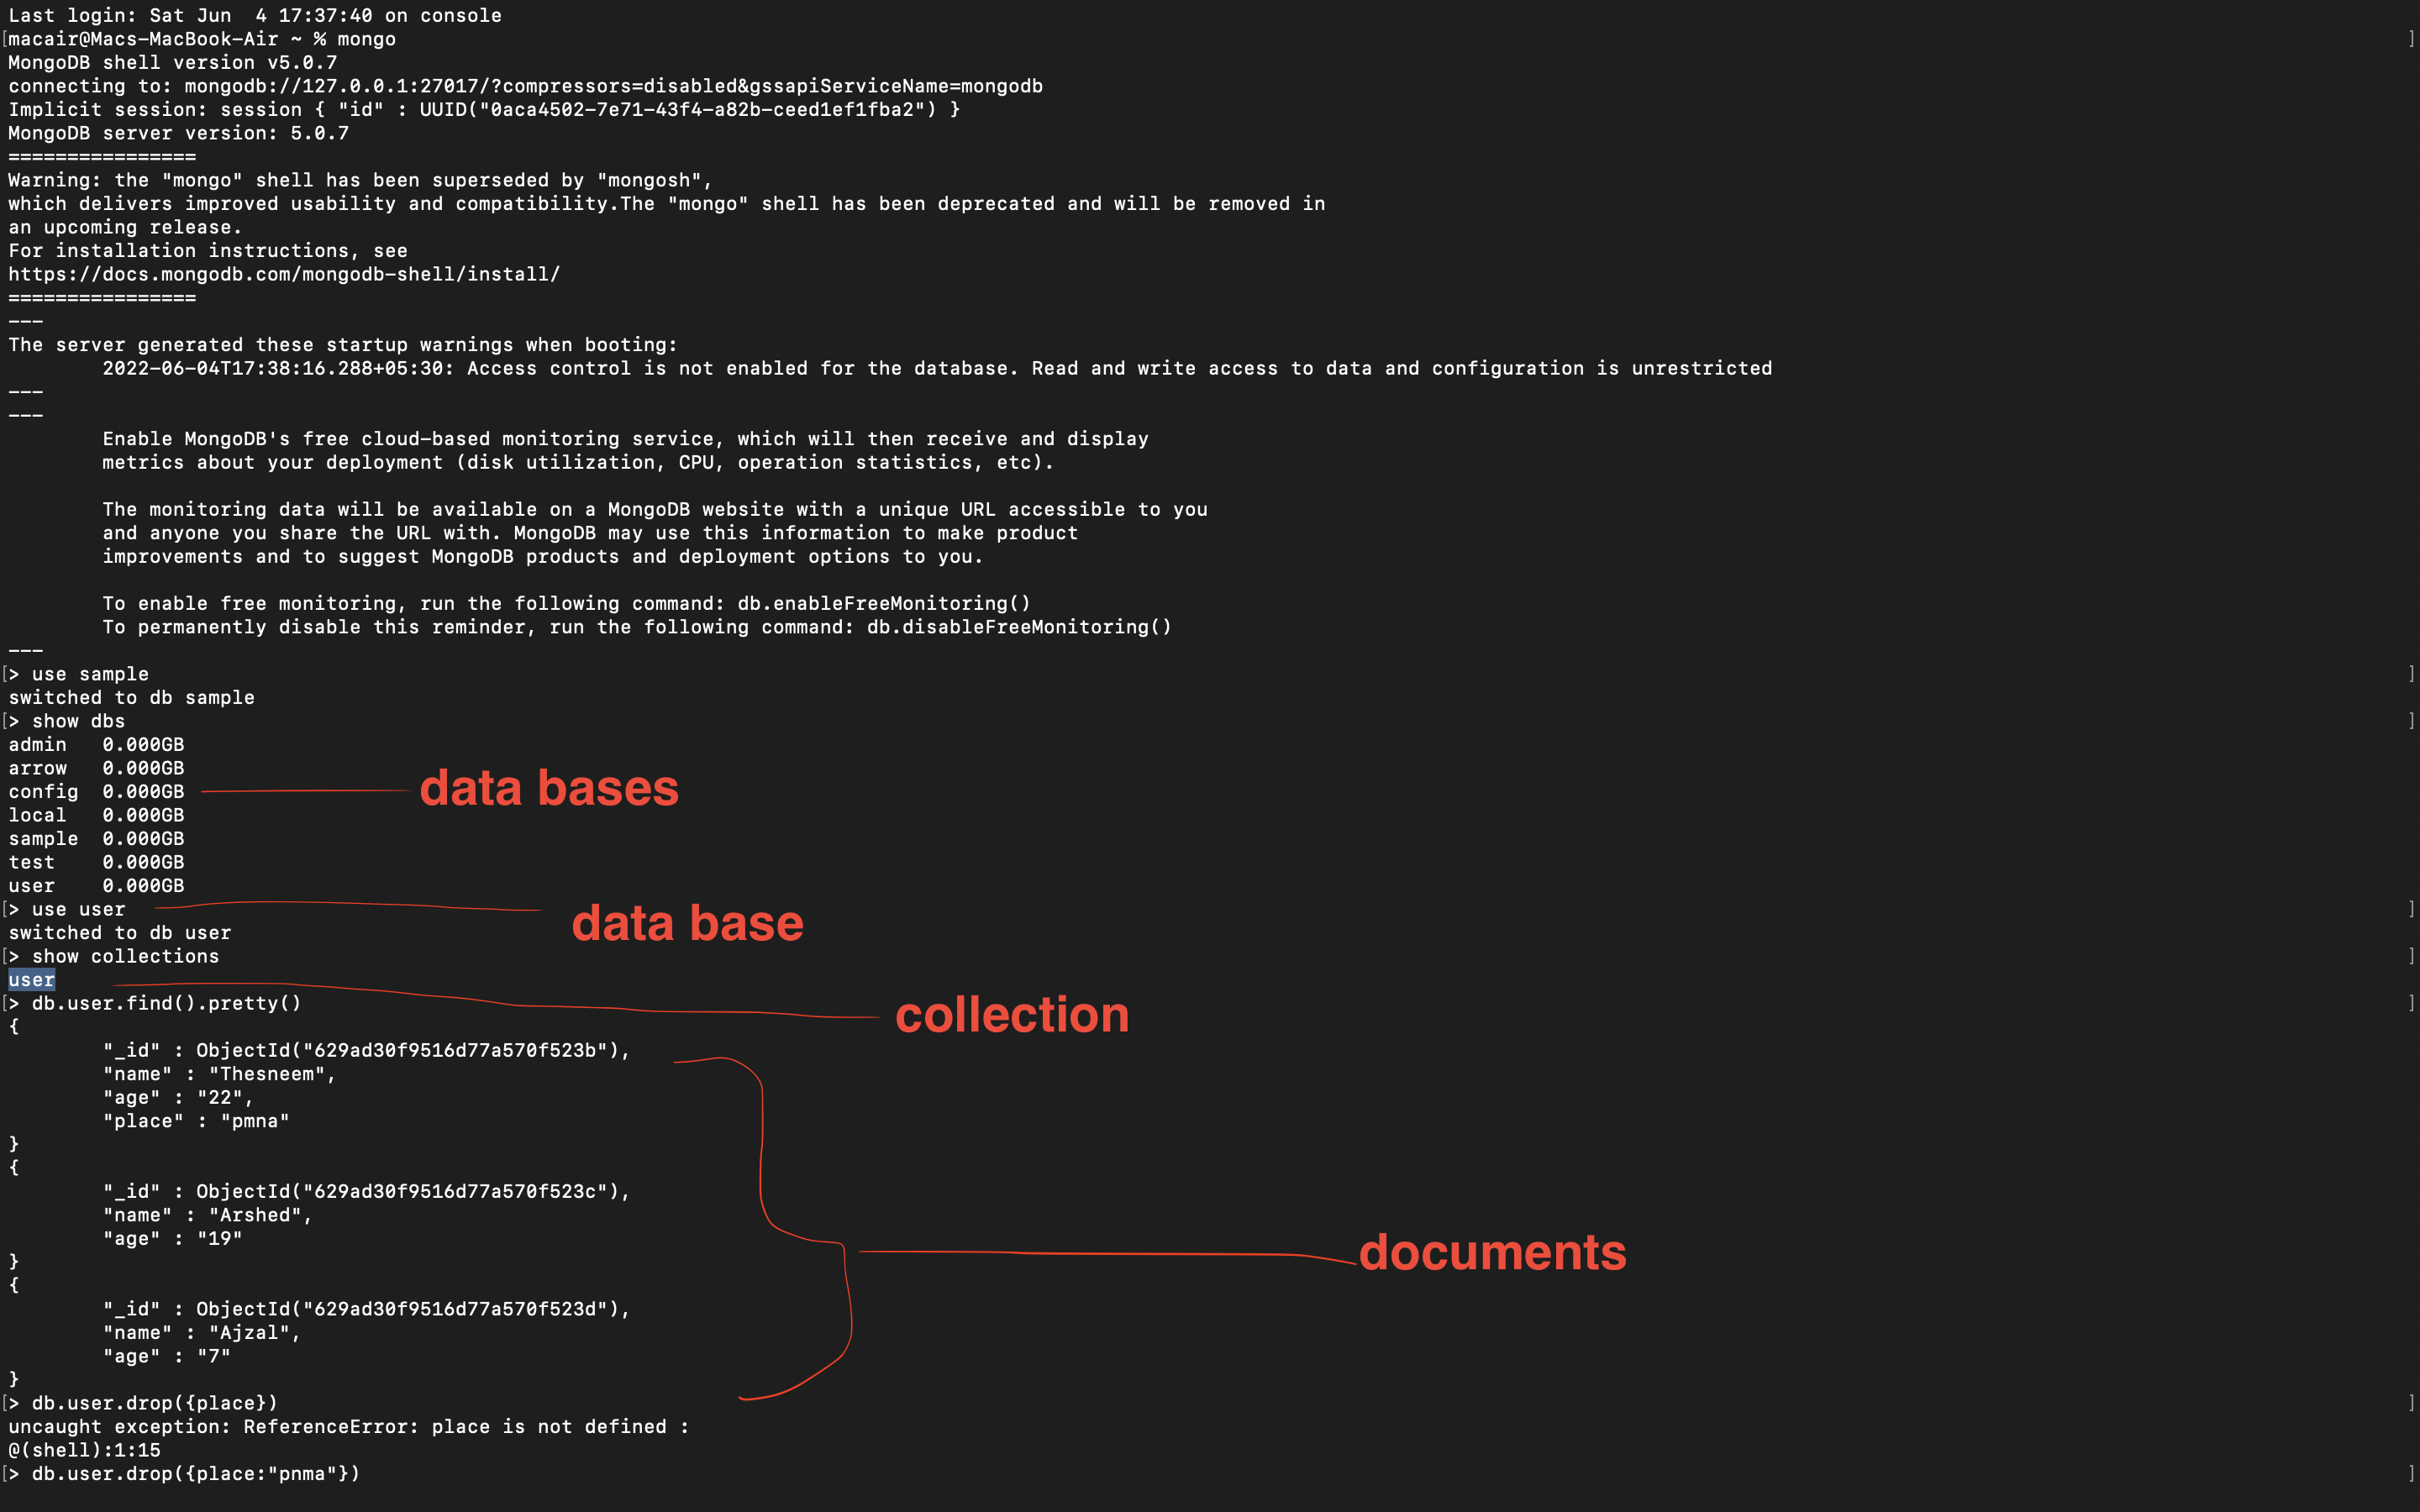 Last login: Sat Jun  4 17:37:40 on console
[macair@Macs-MacBook-Air ~ % mongo ]
MongoDB shell version v5.0.7
connecting to: mongodb://127.0.0.1:27017/?compressors=disabled&gssapiServiceName=mongodb
Implicit session: session { "id" : UUID("0aca4502-7e71-43f4-a82b-ceed1ef1fba2") }
MongoDB server version: 5.0.7
================
Warning: the "mongo" shell has been superseded by "mongosh",
which delivers improved usability and compatibility.The "mongo" shell has been deprecated and will be removed in
an upcoming release.
For installation instructions, see
https://docs.mongodb.com/mongodb-shell/install/
================
---
The server generated these startup warnings when booting:
        2022-06-04T17:38:16.288+05:30: Access control is not enabled for the database. Read and write access to data and configuration is unrestricted
---
---
        Enable MongoDB's free cloud-based monitoring service, which will then receive and display
        metrics about your deployment (disk utilization, CPU, operation statistics, etc).

        The monitoring data will be available on a MongoDB website with a unique URL accessible to you
        and anyone you share the URL with. MongoDB may use this information to make product
        improvements and to suggest MongoDB products and deployment options to you.

        To enable free monitoring, run the following command: db.enableFreeMonitoring()
        To permanently disable this reminder, run the following command: db.disableFreeMonitoring()
---
[> use sample ]
switched to db sample
[> show dbs ]
admin   0.000GB
arrow   0.000GB
config  0.000GB
data bases
local   0.000GB
sample  0.000GB
test    0.000GB
user    0.000GB
[> use user ]
data base
switched to db user
[> show collections ]
user
[> db.user.find().pretty() ]
collection
{
        "_id" : ObjectId("629ad30f9516d77a570f523b"),
        "name" : "Thesneem",
        "age" : "22",
        "place" : "pmna"
}
{
        "_id" : ObjectId("629ad30f9516d77a570f523c"),
        "name" : "Arshed",
        "age" : "19"
documents
}
{
        "_id" : ObjectId("629ad30f9516d77a570f523d"),
        "name" : "Ajzal",
        "age" : "7"
}
[> db.user.drop({place}) ]
uncaught exception: ReferenceError: place is not defined :
@(shell):1:15
[> db.user.drop({place:"pnma"}) ]